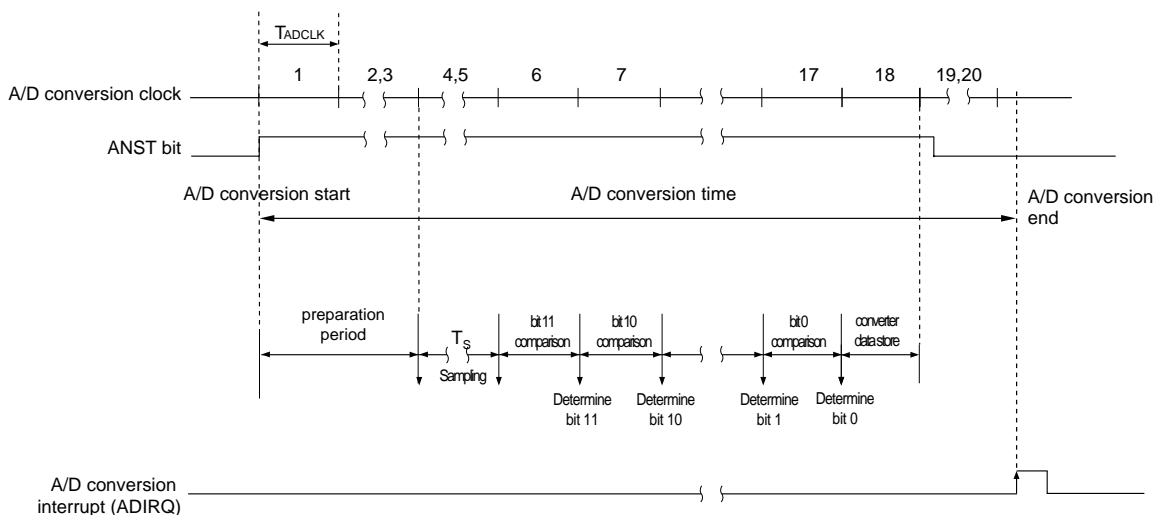 TADCLK
1 2,3 4,5 6 7 17 18 19,20
A/D conversion clock
ANST bit
A/D conversion start
A/D conversion time
A/D conversion
end
preparation
period
TS
Sampling
bit 11
comparison
bit 10
comparison
bit 0
comparison
converter
data store
Determine
bit 11
Determine
bit 10
Determine
bit 1
Determine
bit 0
A/D conversion
interrupt (ADIRQ)